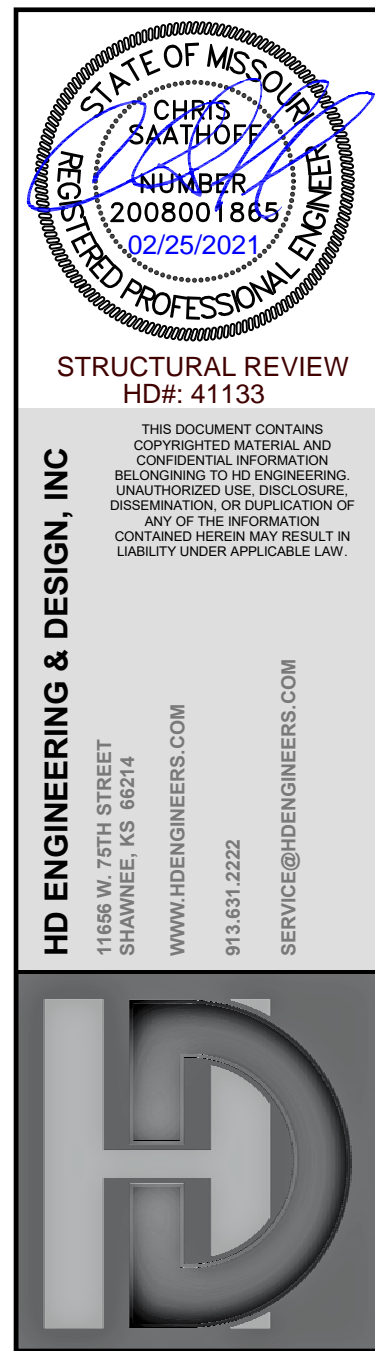 STATE OF MISSOURI
CHRIS
SAATHOFF
NUMBER
2008001865
02/25/2021
REGISTERED PROFESSIONAL ENGINEER
STRUCTURAL REVIEW
HD#: 41133
THIS DOCUMENT CONTAINS
COPYRIGHTED MATERIAL AND
CONFIDENTIAL INFORMATION
BELONGINING TO HD ENGINEERING.
UNAUTHORIZED USE, DISCLOSURE,
DISSEMINATION, OR DUPLICATION OF
ANY OF THE INFORMATION
CONTAINED HEREIN MAY RESULT IN
LIABILITY UNDER APPLICABLE LAW.
HD ENGINEERING & DESIGN, INC
11656 W. 75TH STREET
SHAWNEE, KS 66214
WWW.HDENGINEERS.COM
913.631.2222
SERVICE@HDENGINEERS.COM
HD